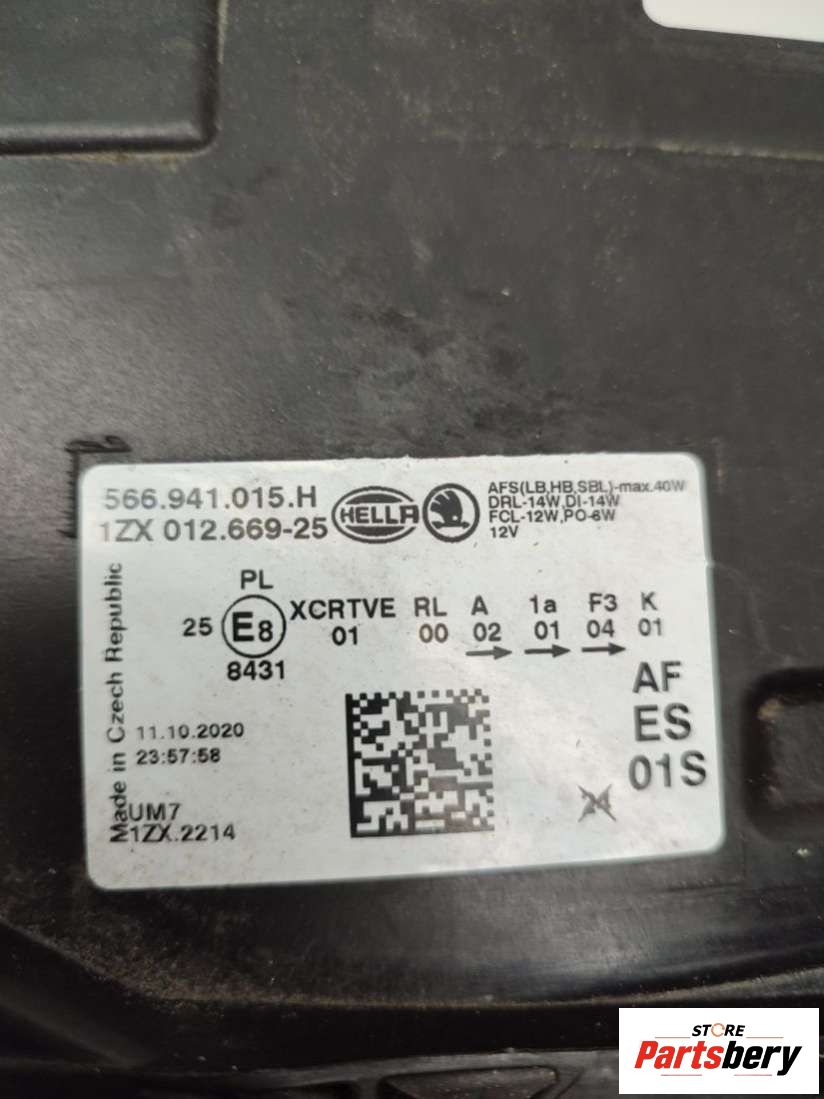 566.941.015.H
1ZX 012.669-25
HELLA
AFS(LB,HB,SBL)-max.40W
DRL-14W,DI-14W
FCL-12W,PO-6W
12V
Made in Czech Republic
PL
25 E8 XCRTVE RL A 1a F3 K
01 00 02 01 04 01
8431
AF
ES
01S
11.10.2020
23:57:58
UM7
1ZX.2214
24
STORE
Partsbery